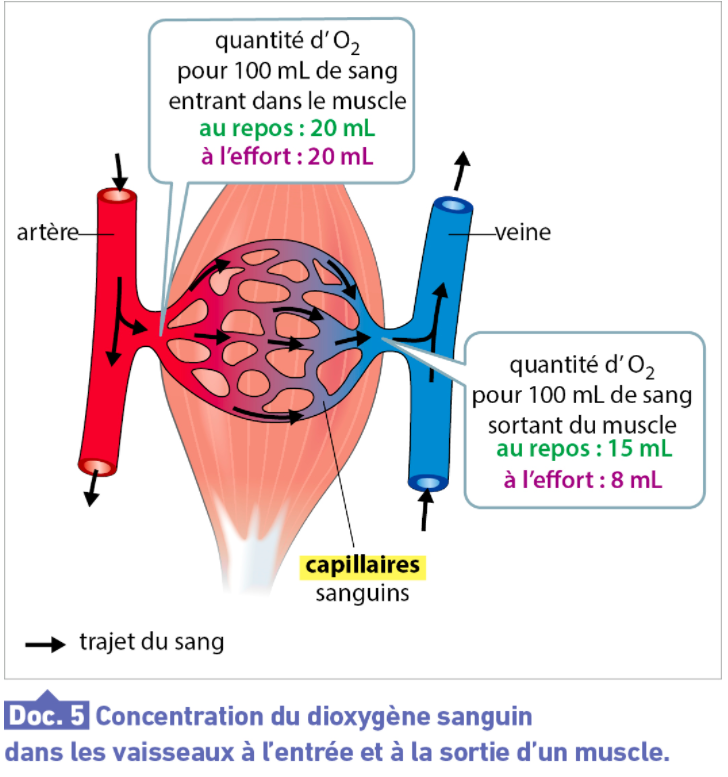 quantité d'O₂
pour 100 mL de sang
entrant dans le muscle
au repos : 20 mL
à l'effort : 20 mL
artère
veine
quantité d'O₂
pour 100 mL de sang
sortant du muscle
au repos : 15 mL
à l'effort : 8 mL
capillaires
sanguins
trajet du sang
Doc. 5 Concentration du dioxygène sanguin
dans les vaisseaux à l'entrée et à la sortie d'un muscle.